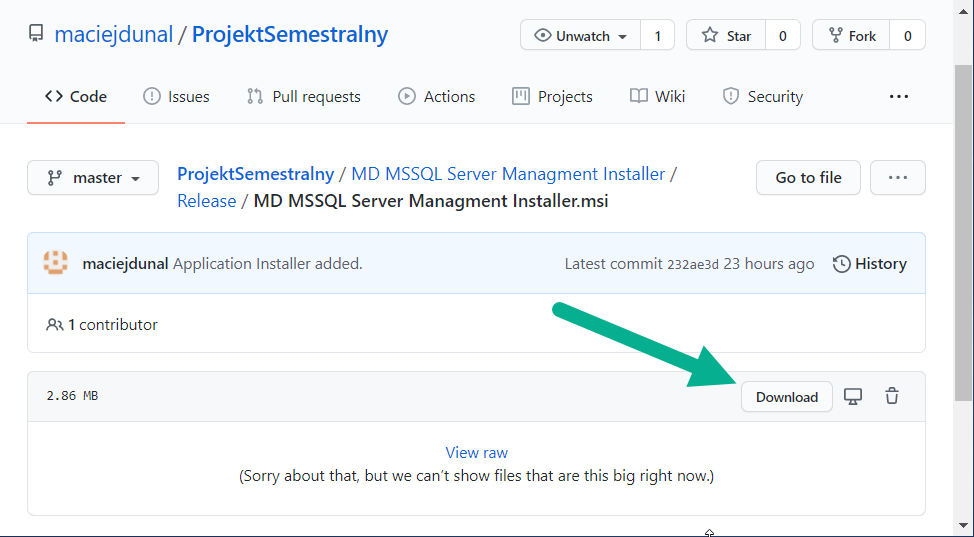 maciejdunal / ProjektSemestralny
Unwatch 1 Star 0 Fork 0
Code Issues Pull requests Actions Projects Wiki Security
master
ProjektSemestralny / MD MSSQL Server Managment Installer /
Release / MD MSSQL Server Managment Installer.msi
Go to file
maciejdunal Application Installer added. Latest commit 232ae3d 23 hours ago History
1 contributor
2.86 MB Download
View raw
(Sorry about that, but we can’t show files that are this big right now.)